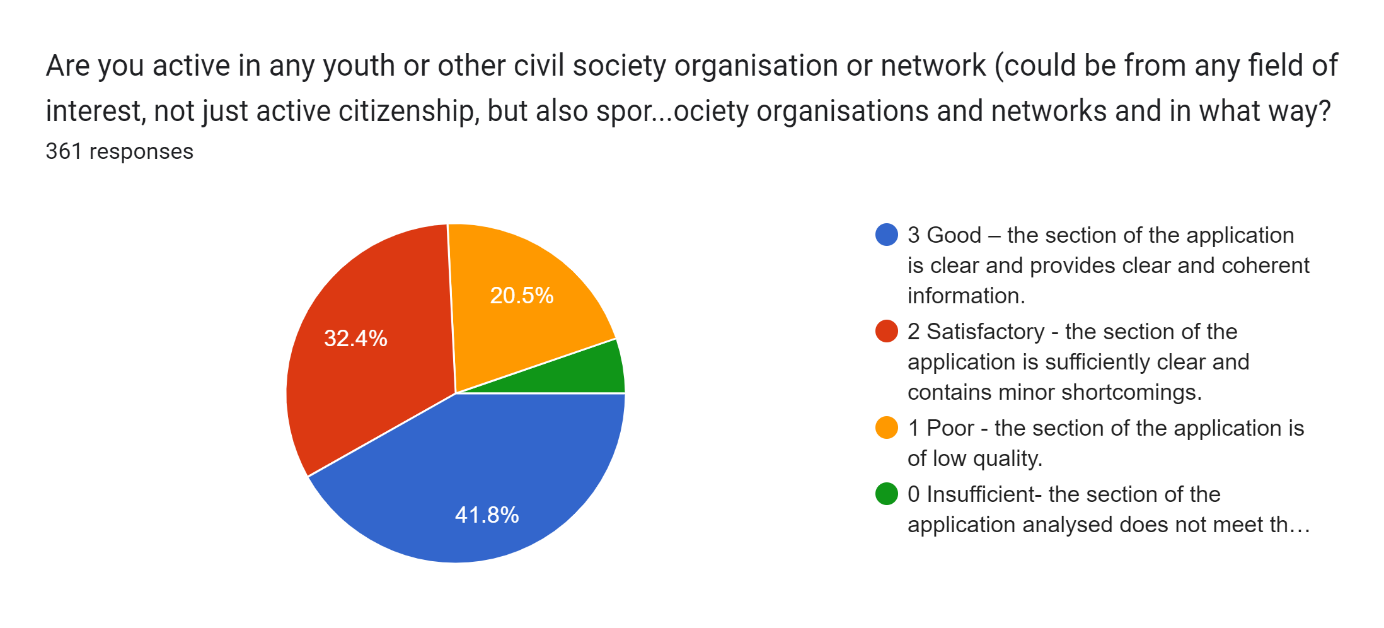 Are you active in any youth or other civil society organisation or network (could be from any field of
interest, not just active citizenship, but also spor...ociety organisations and networks and in what way?
361 responses
20.5%
32.4%
41.8%
3 Good – the section of the application
is clear and provides clear and coherent
information.
2 Satisfactory - the section of the
application is sufficiently clear and
contains minor shortcomings.
1 Poor - the section of the application is
of low quality.
0 Insufficient- the section of the
application analysed does not meet th…